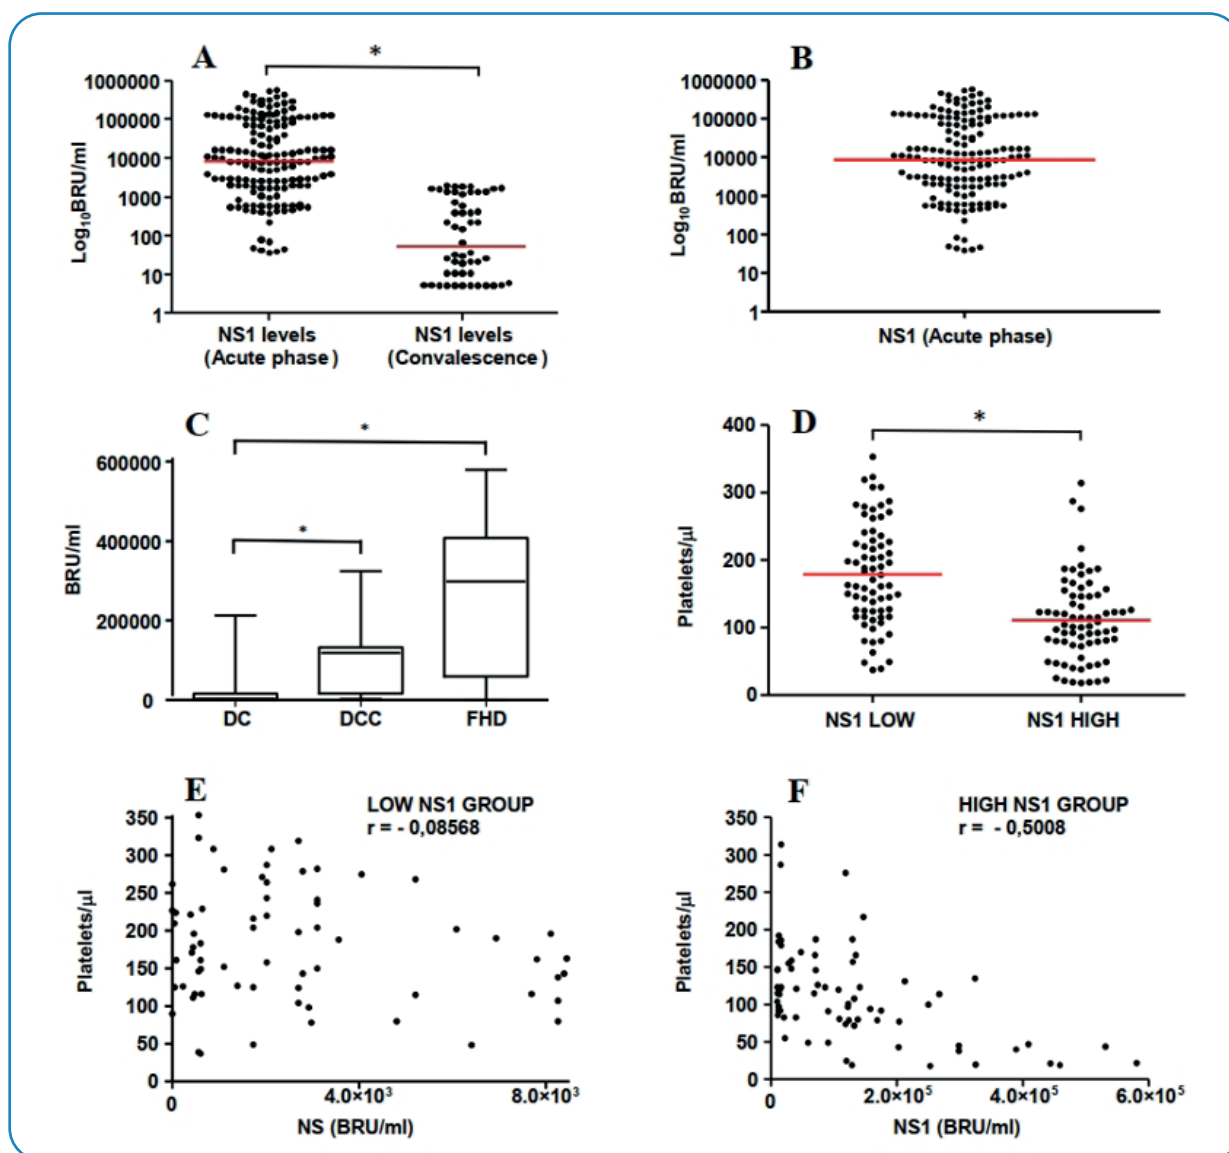 A
*
1000000
100000
10000
1000
100
10
1
Log10BRU/ml
NS1 levels
(Acute phase)
NS1 levels
(Convalescence)
B
1000000
100000
10000
1000
100
10
1
Log10BRU/ml
NS1 (Acute phase)
C
*
*
600000
400000
200000
0
BRU/ml
DC
DCC
FHD
D
*
400
300
200
100
0
Platelets/µl
NS1 LOW
NS1 HIGH
E
LOW NS1 GROUP
r = - 0,08568
350
300
250
200
150
100
50
0
Platelets/µl
0
4.0×10³
8.0×10³
NS (BRU/ml)
F
HIGH NS1 GROUP
r = - 0,5008
350
300
250
200
150
100
50
0
Platelets/µl
0
2.0×10⁵
4.0×10⁵
6.0×10⁵
NS1 (BRU/ml)